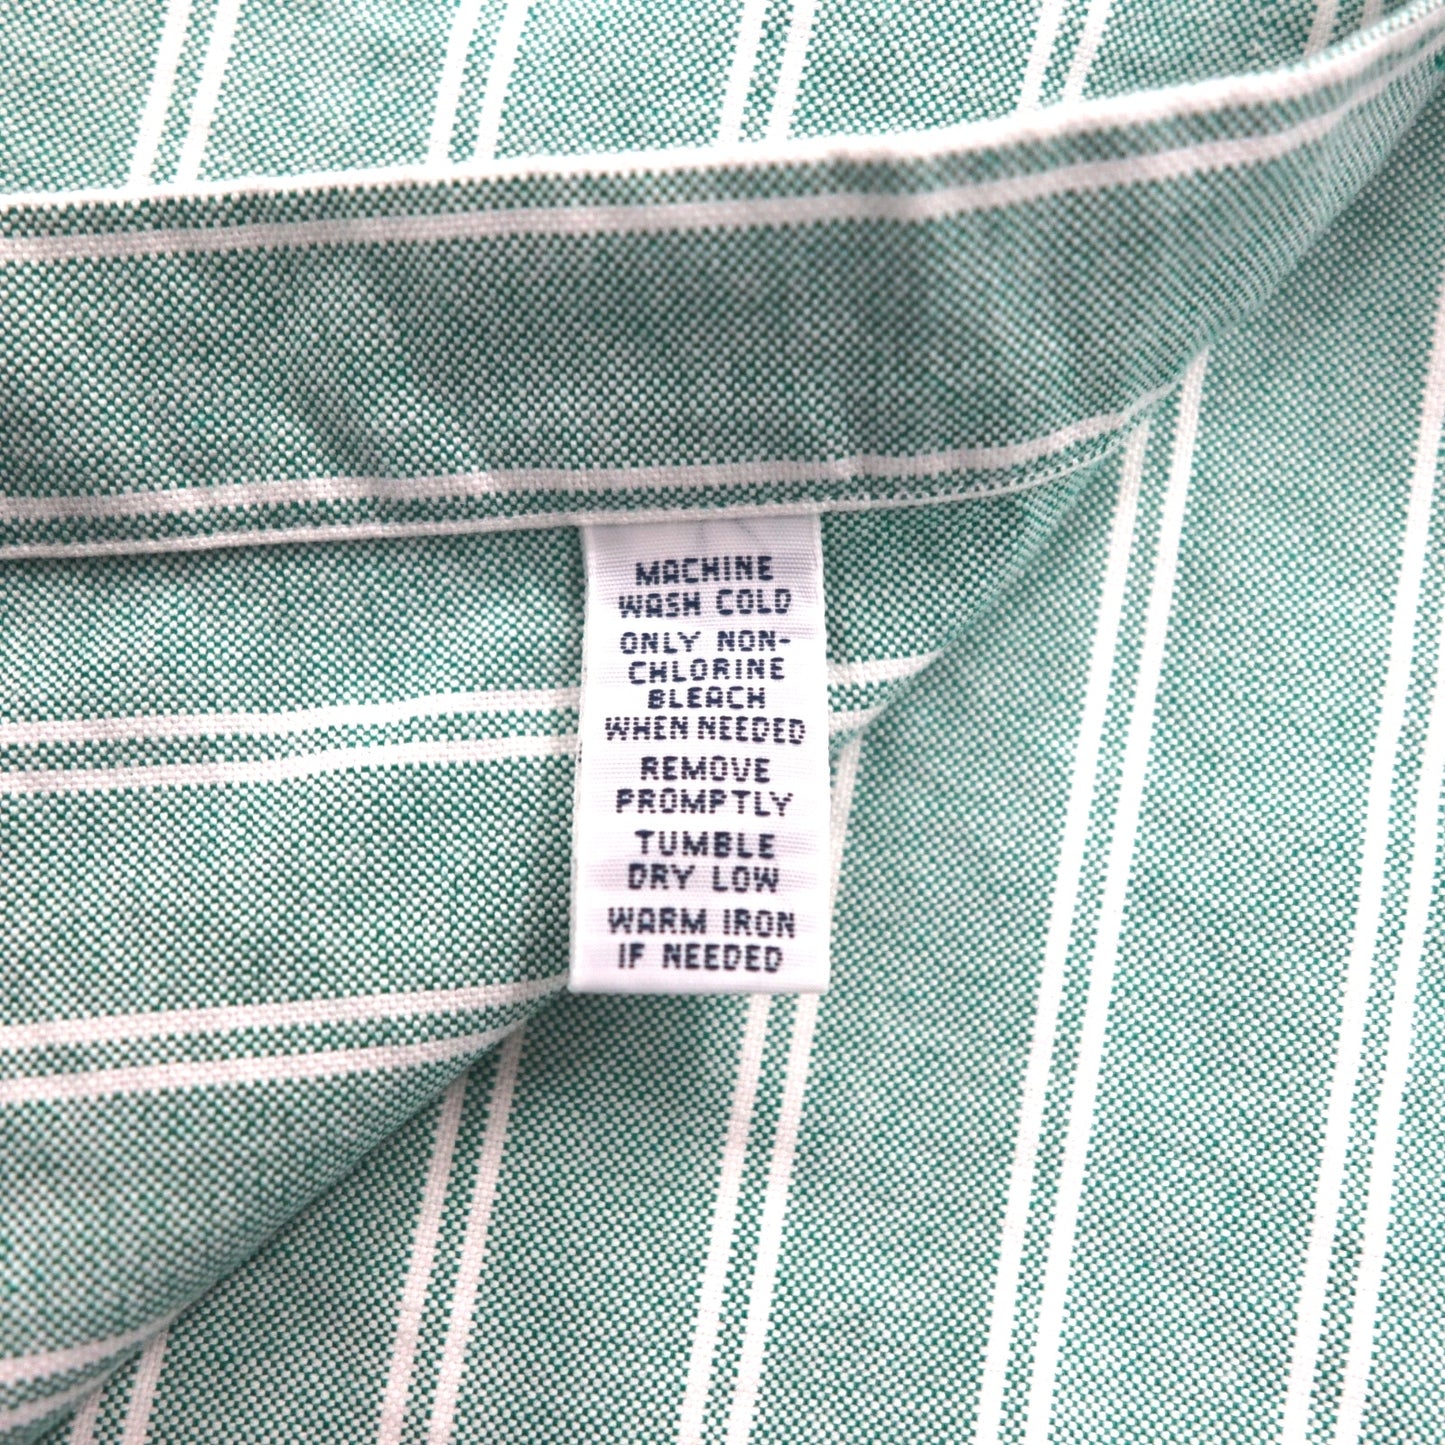 MACHINE
WASH COLD
ONLY NON-
CHLORINE
BLEACH
WHEN NEEDED
REMOVE
PROMPTLY
TUMBLE
DRY LOW
WARM IRON
IF NEEDED